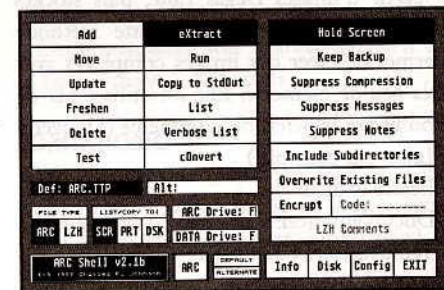 Add
eXtract
Move
Run
Update
Copy to StdOut
Freshen
List
Delete
Verbose List
Test
cOnvert
Hold Screen
Keep Backup
Suppress Compression
Suppress Messages
Suppress Notes
Include Subdirectories
Overwrite Existing Files
Encrypt
Code: ________
LZH Comments
Def: ARC.TTP
Alt:
FILE TYPE
LIST/COPY TO:
ARC LZH
SCR PRT DSK
ARC Drive: F
DATA Drive: F
ARC Shell v2.1b
ARC
DEFAULT
ALTERNATE
Info
Disk
Config
EXIT